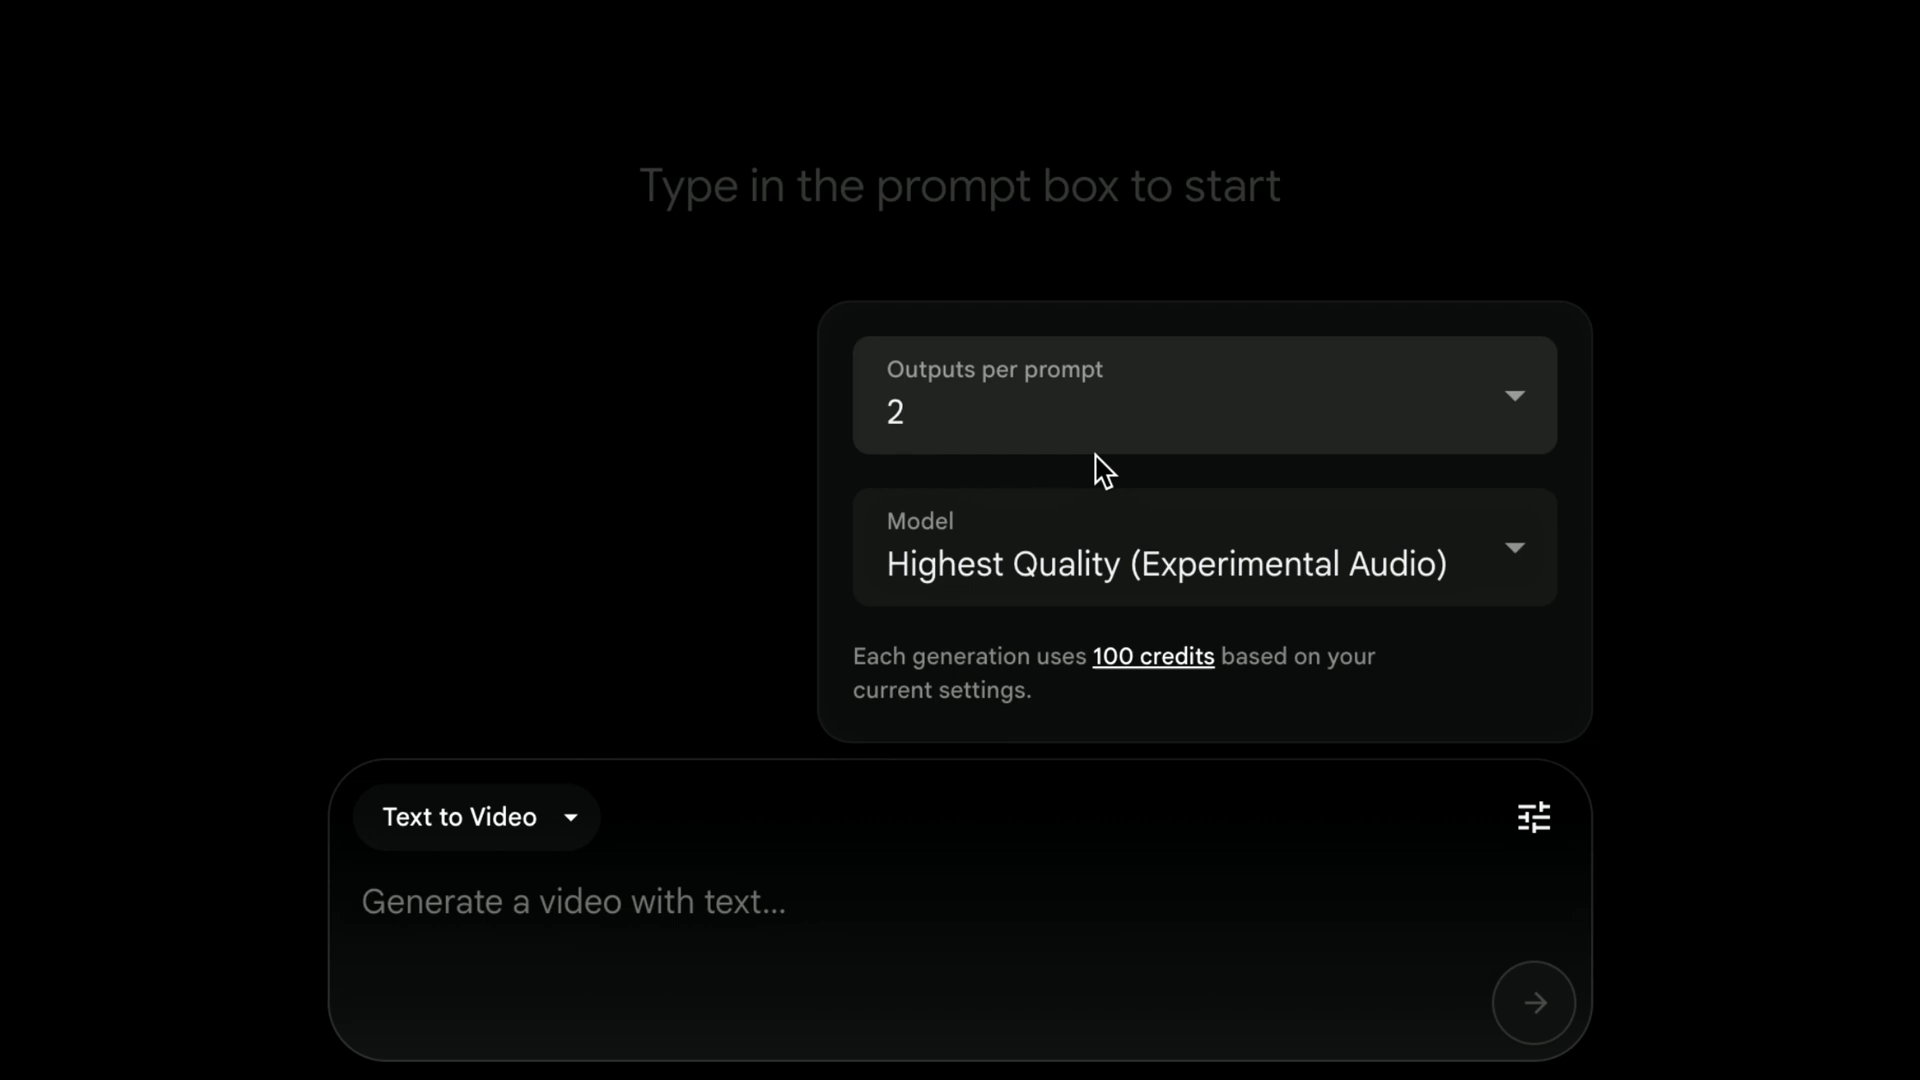 Type in the prompt box to start
Outputs per prompt
2
Model
Highest Quality (Experimental Audio)
Each generation uses 100 credits based on your
current settings.
Text to Video
Generate a video with text...